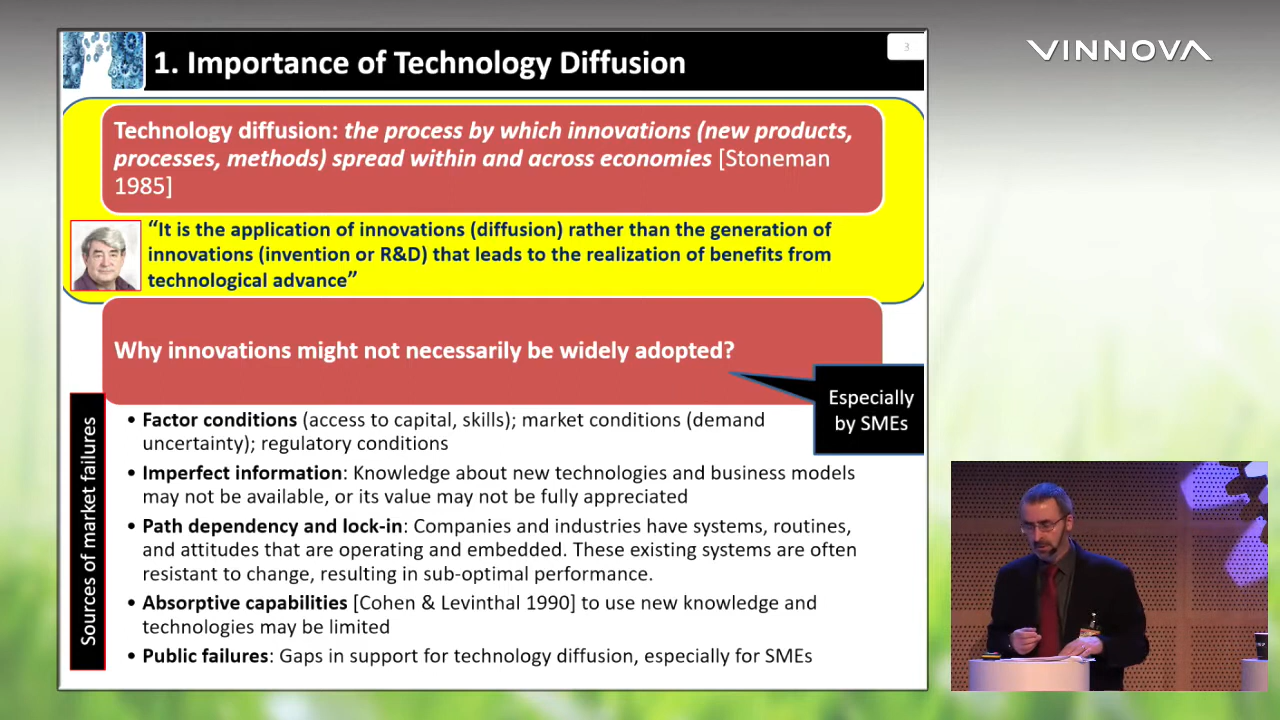 VINNOVA
1. Importance of Technology Diffusion
3
Technology diffusion: the process by which innovations (new products,
processes, methods) spread within and across economies [Stoneman
1985]
“It is the application of innovations (diffusion) rather than the generation of
innovations (invention or R&D) that leads to the realization of benefits from
technological advance”
Why innovations might not necessarily be widely adopted?
Especially
by SMEs
Sources of market failures
• Factor conditions (access to capital, skills); market conditions (demand
uncertainty); regulatory conditions
• Imperfect information: Knowledge about new technologies and business models
may not be available, or its value may not be fully appreciated
• Path dependency and lock-in: Companies and industries have systems, routines,
and attitudes that are operating and embedded. These existing systems are often
resistant to change, resulting in sub-optimal performance.
• Absorptive capabilities [Cohen & Levinthal 1990] to use new knowledge and
technologies may be limited
• Public failures: Gaps in support for technology diffusion, especially for SMEs